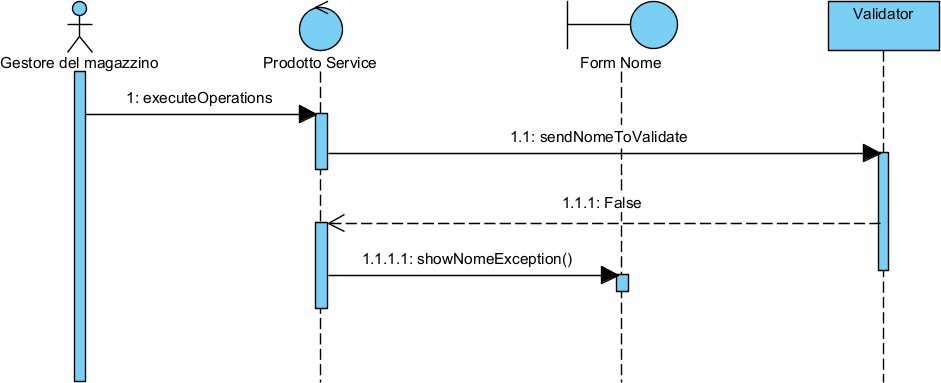 Validator
Gestore del magazzino
Prodotto Service
Form Nome
1: executeOperations
1.1: sendNomeToValidate
1.1.1: False
1.1.1.1: showNomeException()